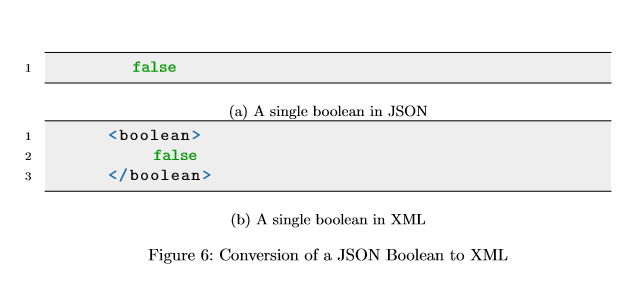 1 false
(a) A single boolean in JSON
1 <boolean>
2 false
3 </boolean>
(b) A single boolean in XML
Figure 6: Conversion of a JSON Boolean to XML